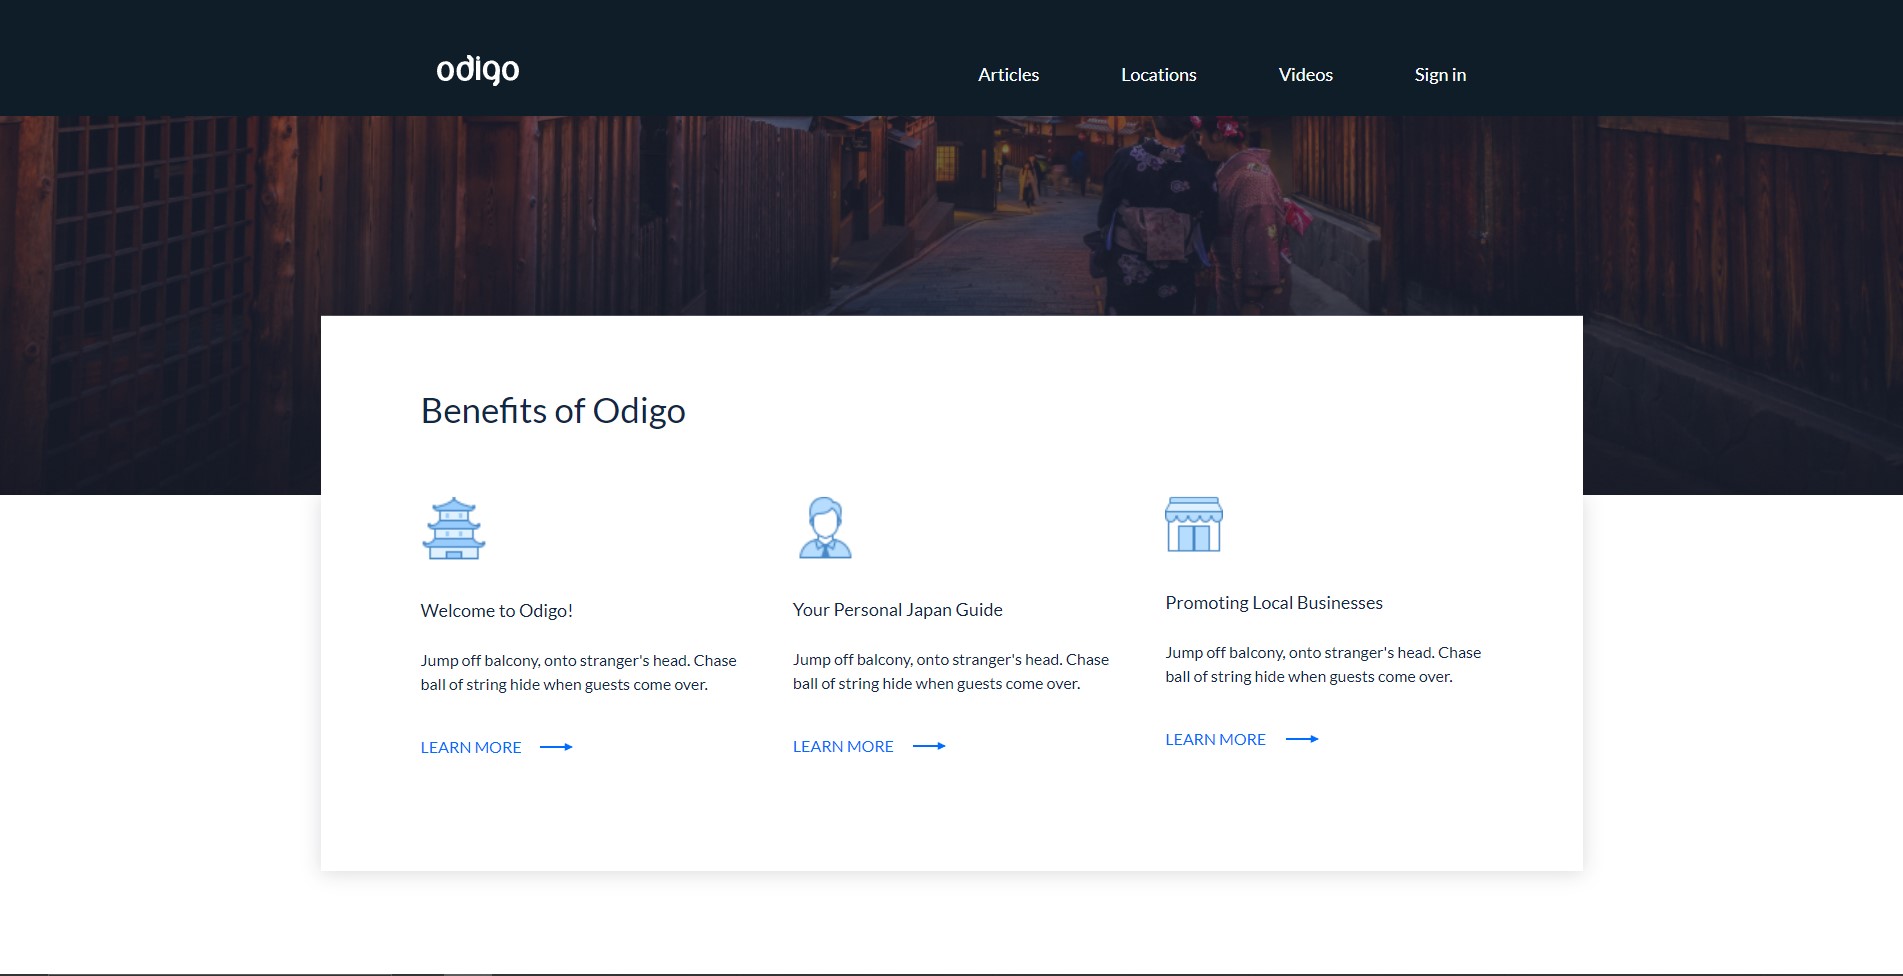 odigo
Articles Locations Videos Sign in
Benefits of Odigo
Welcome to Odigo!
Jump off balcony, onto stranger's head. Chase
ball of string hide when guests come over.
LEARN MORE
Your Personal Japan Guide
Jump off balcony, onto stranger's head. Chase
ball of string hide when guests come over.
LEARN MORE
Promoting Local Businesses
Jump off balcony, onto stranger's head. Chase
ball of string hide when guests come over.
LEARN MORE